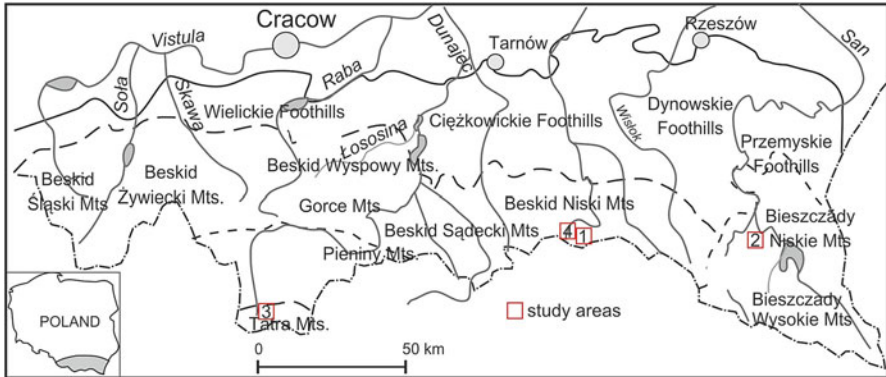 Cracow
Vistula
Dunajec
Rzeszów
Tarnów
San
Raba
Soła
Skawa
Wielickie Foothills
Łososina
Ciężkowickie Foothills
Wisłok
Dynowskie
Foothills
Przemyskie
Foothills
Beskid Wyspowy Mts.
Beskid
Śląski Mts
Beskid
Żywiecki Mts.
Gorce Mts
Beskid Niski Mts
Beskid Sądecki Mts
Pieniny Mts.
4
1
2
Bieszczady
Niskie Mts
3
Tatra Mts.
study areas
Bieszczady
Wysokie Mts
POLAND
0
50 km